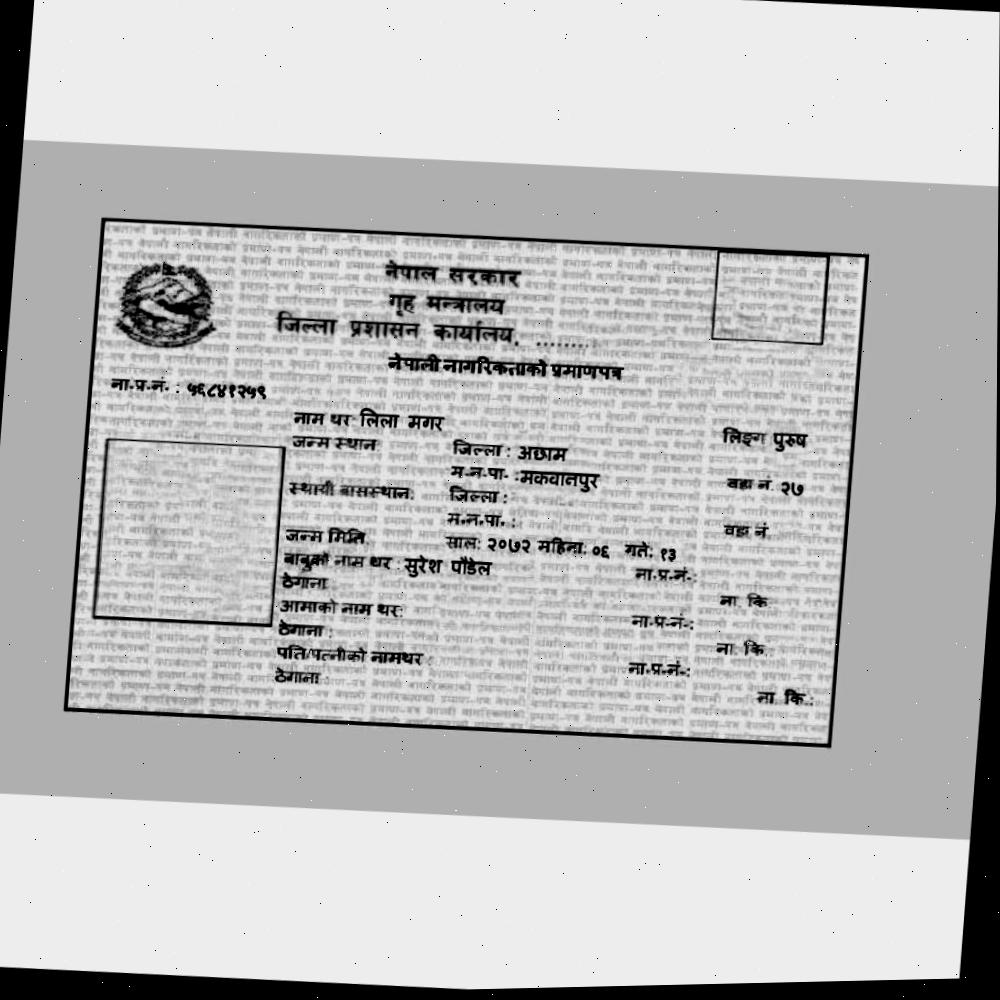 नेपाल सरकार
गृह मन्त्रालय
जिल्ला प्रशासन कार्यालय, ........
नेपाली नागरिकताको प्रमाणपत्र
ना.प्र.नं. : ५६८४१२५९
नाम थर लिला मगर लिङ्ग पुरुष
जन्म स्थान: जिल्ला : अछाम
म.न.पा. :मकवानपुर वडा नं. २७
स्थायी बासस्थान: जिल्ला :
म.न.पा. : वडा नं
जन्म मिति साल: २०७२ महिना: ०६ गते: १३
बाबुको नाम थर : सुरेश पौडेल ना.प्र.नं.:
ठेगाना ना. कि
आमाको नाम थर: ना.प्र.नं.:
ठेगाना : ना. कि.:
पति/पत्नीको नामथर : ना.प्र.नं.:
ठेगाना : ना. कि.: